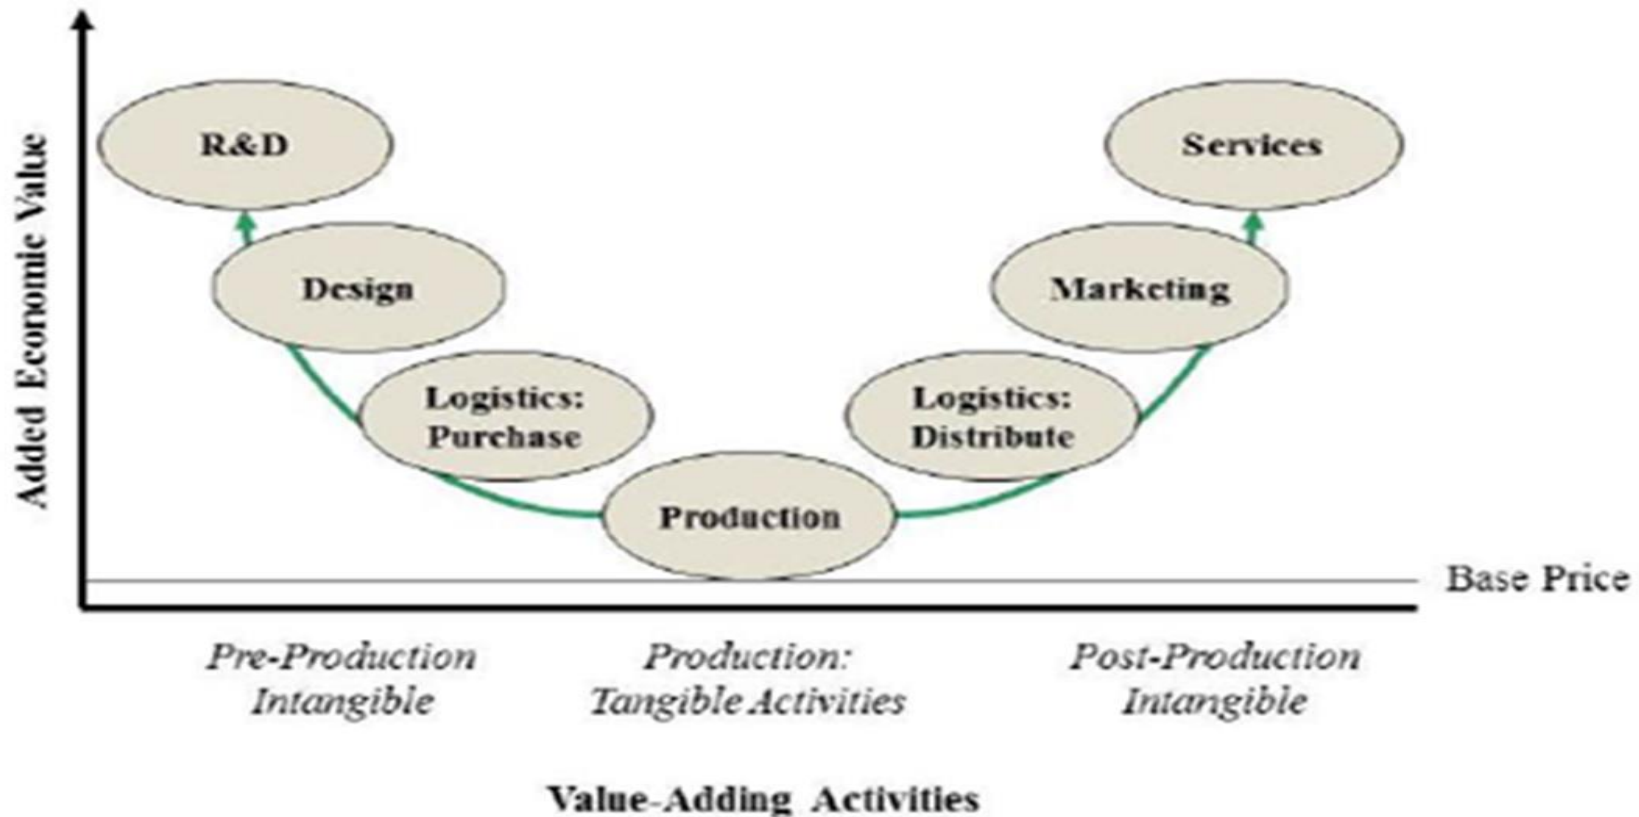 Added Economic Value
R&D
Services
Design
Marketing
Logistics:
Purchase
Logistics:
Distribute
Production
Base Price
Pre-Production
Intangible
Production:
Tangible Activities
Post-Production
Intangible
Value-Adding Activities